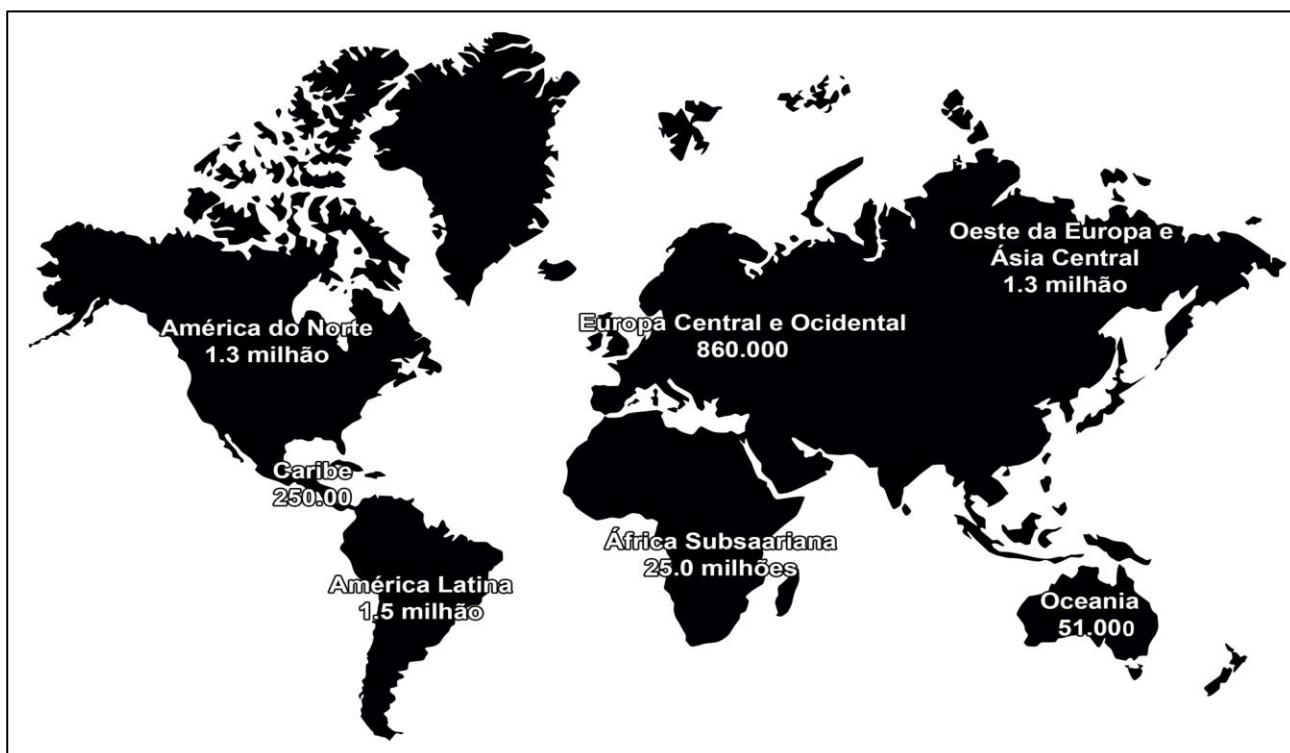 Oeste da Europa e
Ásia Central
1.3 milhão
América do Norte
1.3 milhão
Europa Central e Ocidental
860.000
Caribe
250.00
África Subsaariana
25.0 milhões
América Latina
1.5 milhão
Oceania
51.000